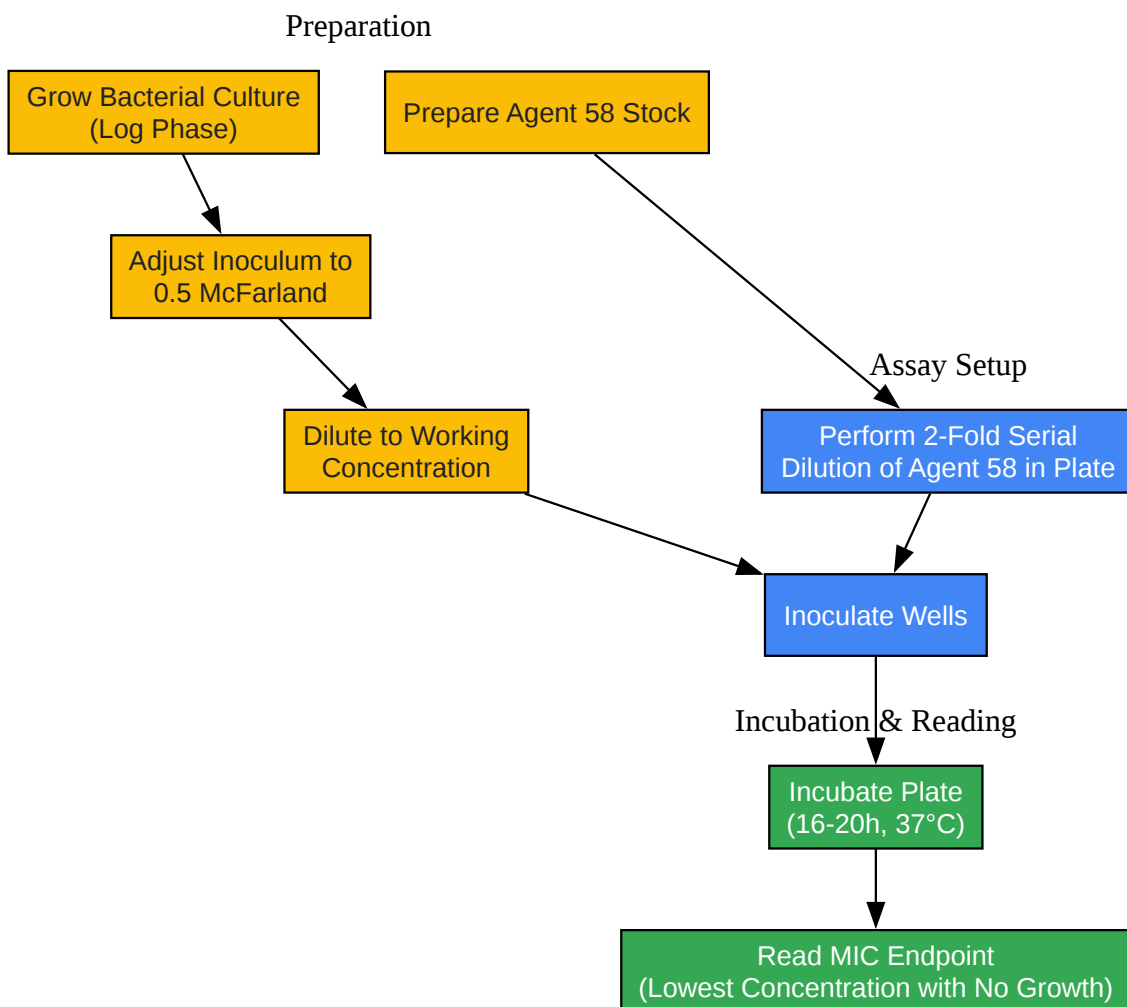 Preparation
Grow Bacterial Culture
(Log Phase)
Prepare Agent 58 Stock
Adjust Inoculum to
0.5 McFarland
Assay Setup
Dilute to Working
Concentration
Perform 2-Fold Serial
Dilution of Agent 58 in Plate
Inoculate Wells
Incubation & Reading
Incubate Plate
(16-20h, 37°C)
Read MIC Endpoint
(Lowest Concentration with No Growth)